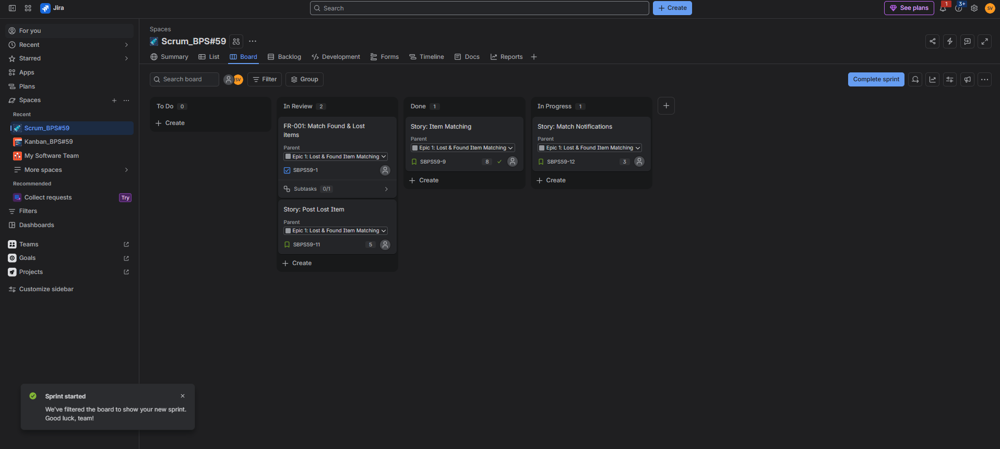 Jira
Search
Create
See plans
1
3+
SV
For you
Recent
Starred
Apps
Plans
Spaces
Recent
Scrum_BPS#59
Kanban_BPS#59
My Software Team
More spaces
Recommended
Collect requests
Try
Filters
Dashboards
Teams
Goals
Projects
Customize sidebar
Spaces
Scrum_BPS#59
Summary
List
Board
Backlog
Development
Forms
Timeline
Docs
Reports
Search board
SV
Filter
Group
Complete sprint
To Do 0
Create
In Review 2
FR-001: Match Found & Lost
items
Parent
Epic 1: Lost & Found Item Matching
SBPS59-1
Subtasks 0/1
Story: Post Lost Item
Parent
Epic 1: Lost & Found Item Matching
SBPS59-11 5
Create
Done 1
Story: Item Matching
Parent
Epic 1: Lost & Found Item Matching
SBPS59-9 8
Create
In Progress 1
Story: Match Notifications
Parent
Epic 1: Lost & Found Item Matching
SBPS59-12 3
Create
Sprint started
We've filtered the board to show your new sprint.
Good luck, team!